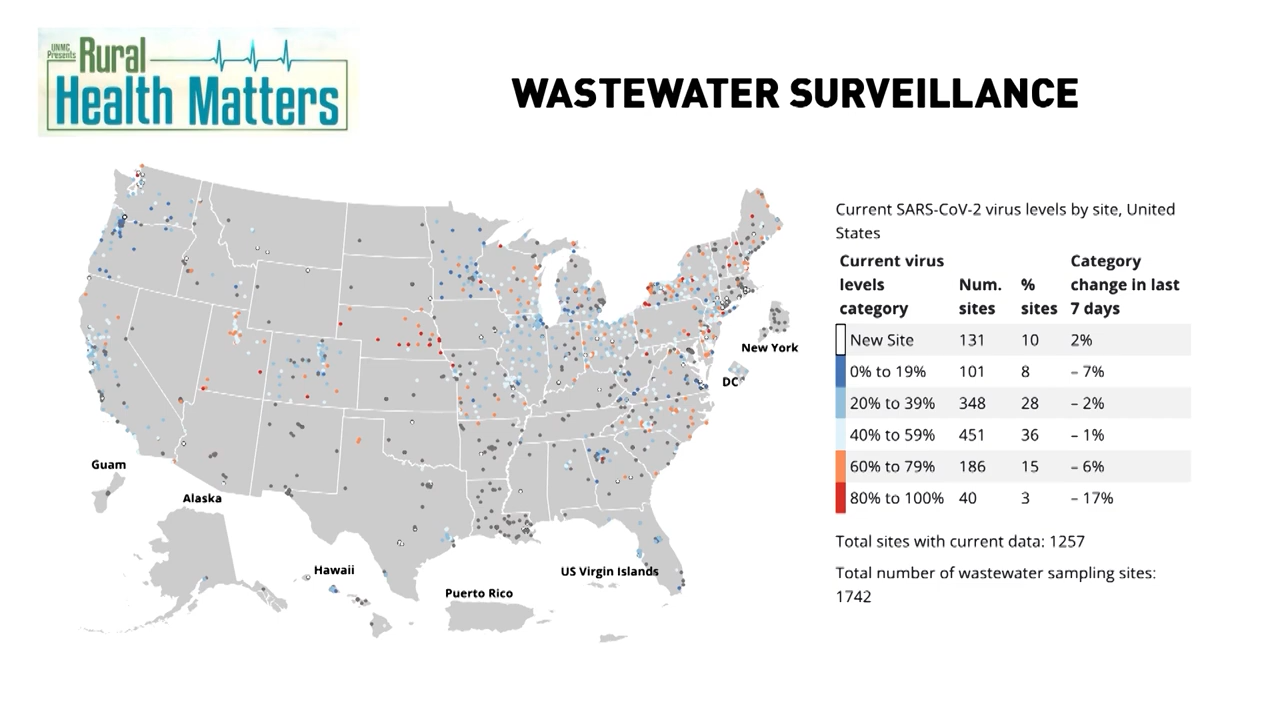 UNMC
Presents
Rural
Health Matters
WASTEWATER SURVEILLANCE
Guam
Alaska
Hawaii
Puerto Rico
US Virgin Islands
DC
New York
Current SARS-CoV-2 virus levels by site, United
States
Current virus levels category Num. sites % sites Category change in last 7 days
New Site 131 10 2%
0% to 19% 101 8 – 7%
20% to 39% 348 28 – 2%
40% to 59% 451 36 – 1%
60% to 79% 186 15 – 6%
80% to 100% 40 3 – 17%
Total sites with current data: 1257
Total number of wastewater sampling sites:
1742